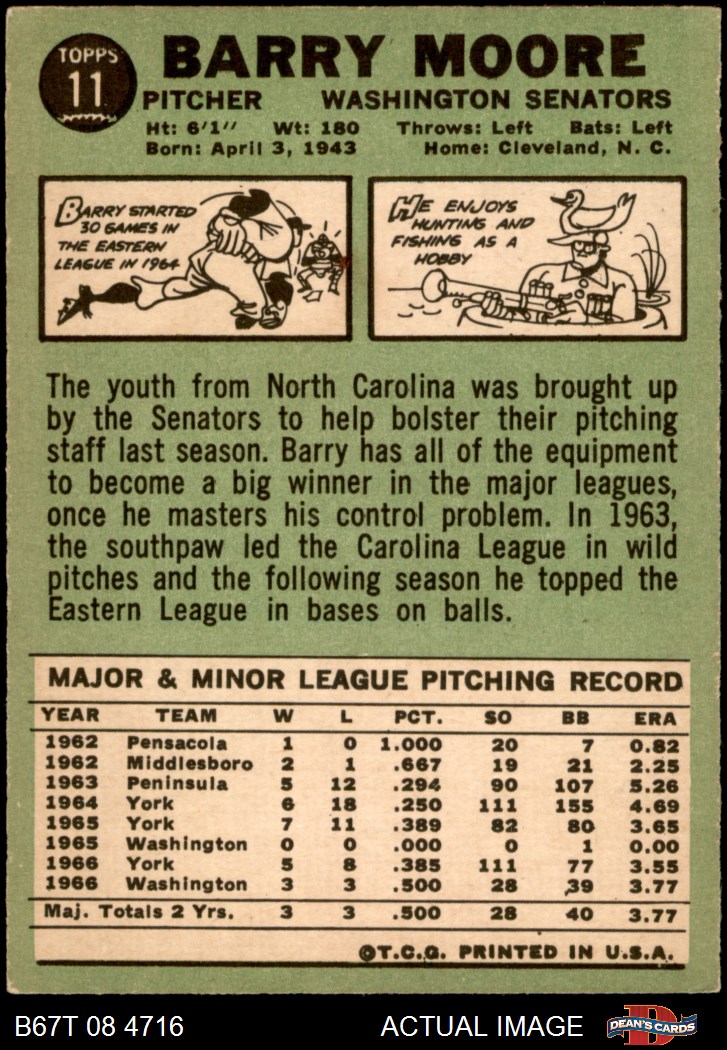 TOPPS
11
BARRY MOORE
PITCHER WASHINGTON SENATORS
Ht: 6'1" Wt: 180 Throws: Left Bats: Left
Born: April 3, 1943 Home: Cleveland, N. C.
BARRY STARTED
30 GAMES IN
THE EASTERN
LEAGUE IN 1964
HE ENJOYS
HUNTING AND
FISHING AS A
HOBBY
The youth from North Carolina was brought up
by the Senators to help bolster their pitching
staff last season. Barry has all of the equipment
to become a big winner in the major leagues,
once he masters his control problem. In 1963,
the southpaw led the Carolina League in wild
pitches and the following season he topped the
Eastern League in bases on balls.
MAJOR & MINOR LEAGUE PITCHING RECORD
YEAR TEAM W L PCT. SO BB ERA
1962 Pensacola 1 0 1.000 20 7 0.82
1962 Middlesboro 2 1 .667 19 21 2.25
1963 Peninsula 5 12 .294 90 107 5.26
1964 York 6 18 .250 111 155 4.69
1965 York 7 11 .389 82 80 3.65
1965 Washington 0 0 .000 0 1 0.00
1966 York 5 8 .385 111 77 3.55
1966 Washington 3 3 .500 28 39 3.77
Maj. Totals 2 Yrs. 3 3 .500 28 40 3.77
©T.C.G. PRINTED IN U.S.A.
B67T 08 4716 ACTUAL IMAGE D DEAN'S CARDS